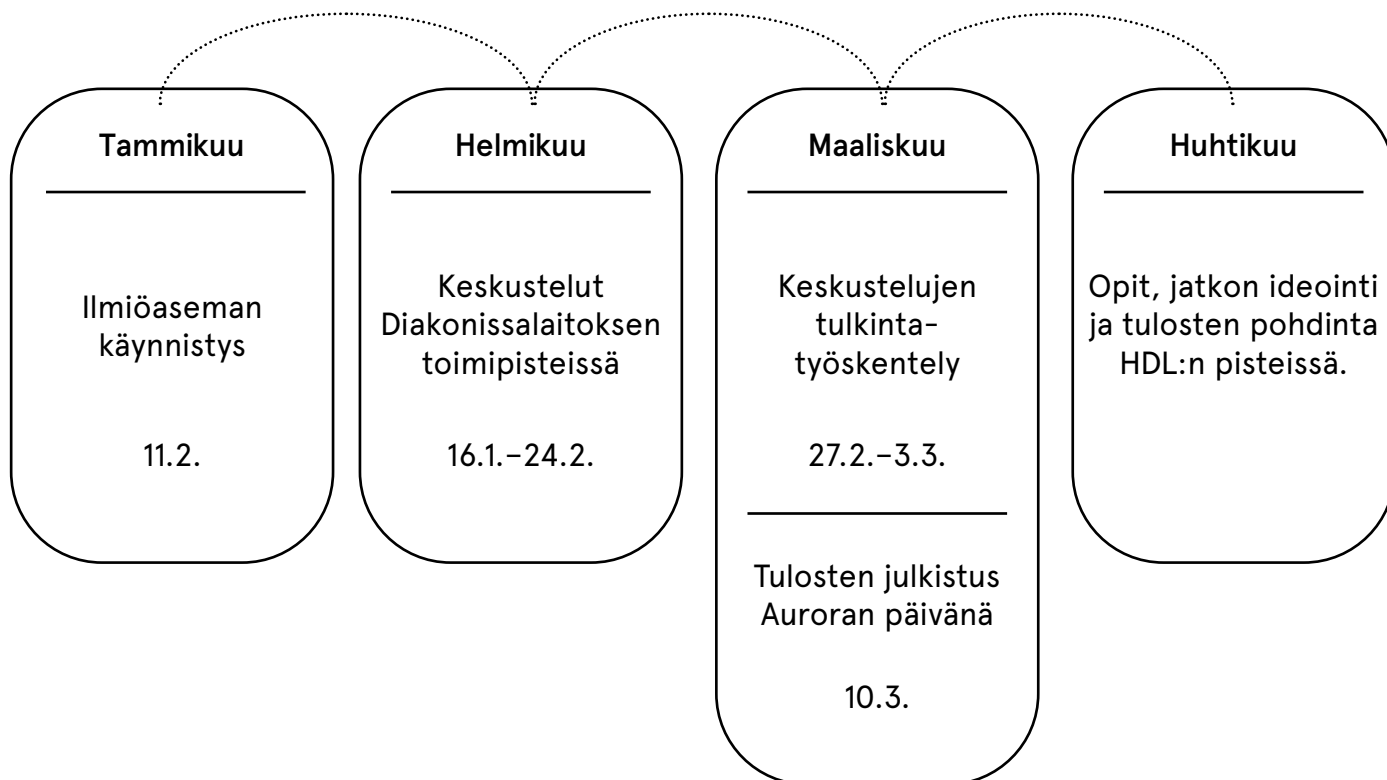 Tammikuu
Ilmiöaseman
käynnistys
11.2.
Helmikuu
Keskustelut
Diakonissalaitoksen
toimipisteissä
16.1.–24.2.
Maaliskuu
Keskustelujen
tulkinta-
työskentely
27.2.–3.3.
Tulosten julkistus
Auroran päivänä
10.3.
Huhtikuu
Opit, jatkon ideointi
ja tulosten pohdinta
HDL:n pisteissä.